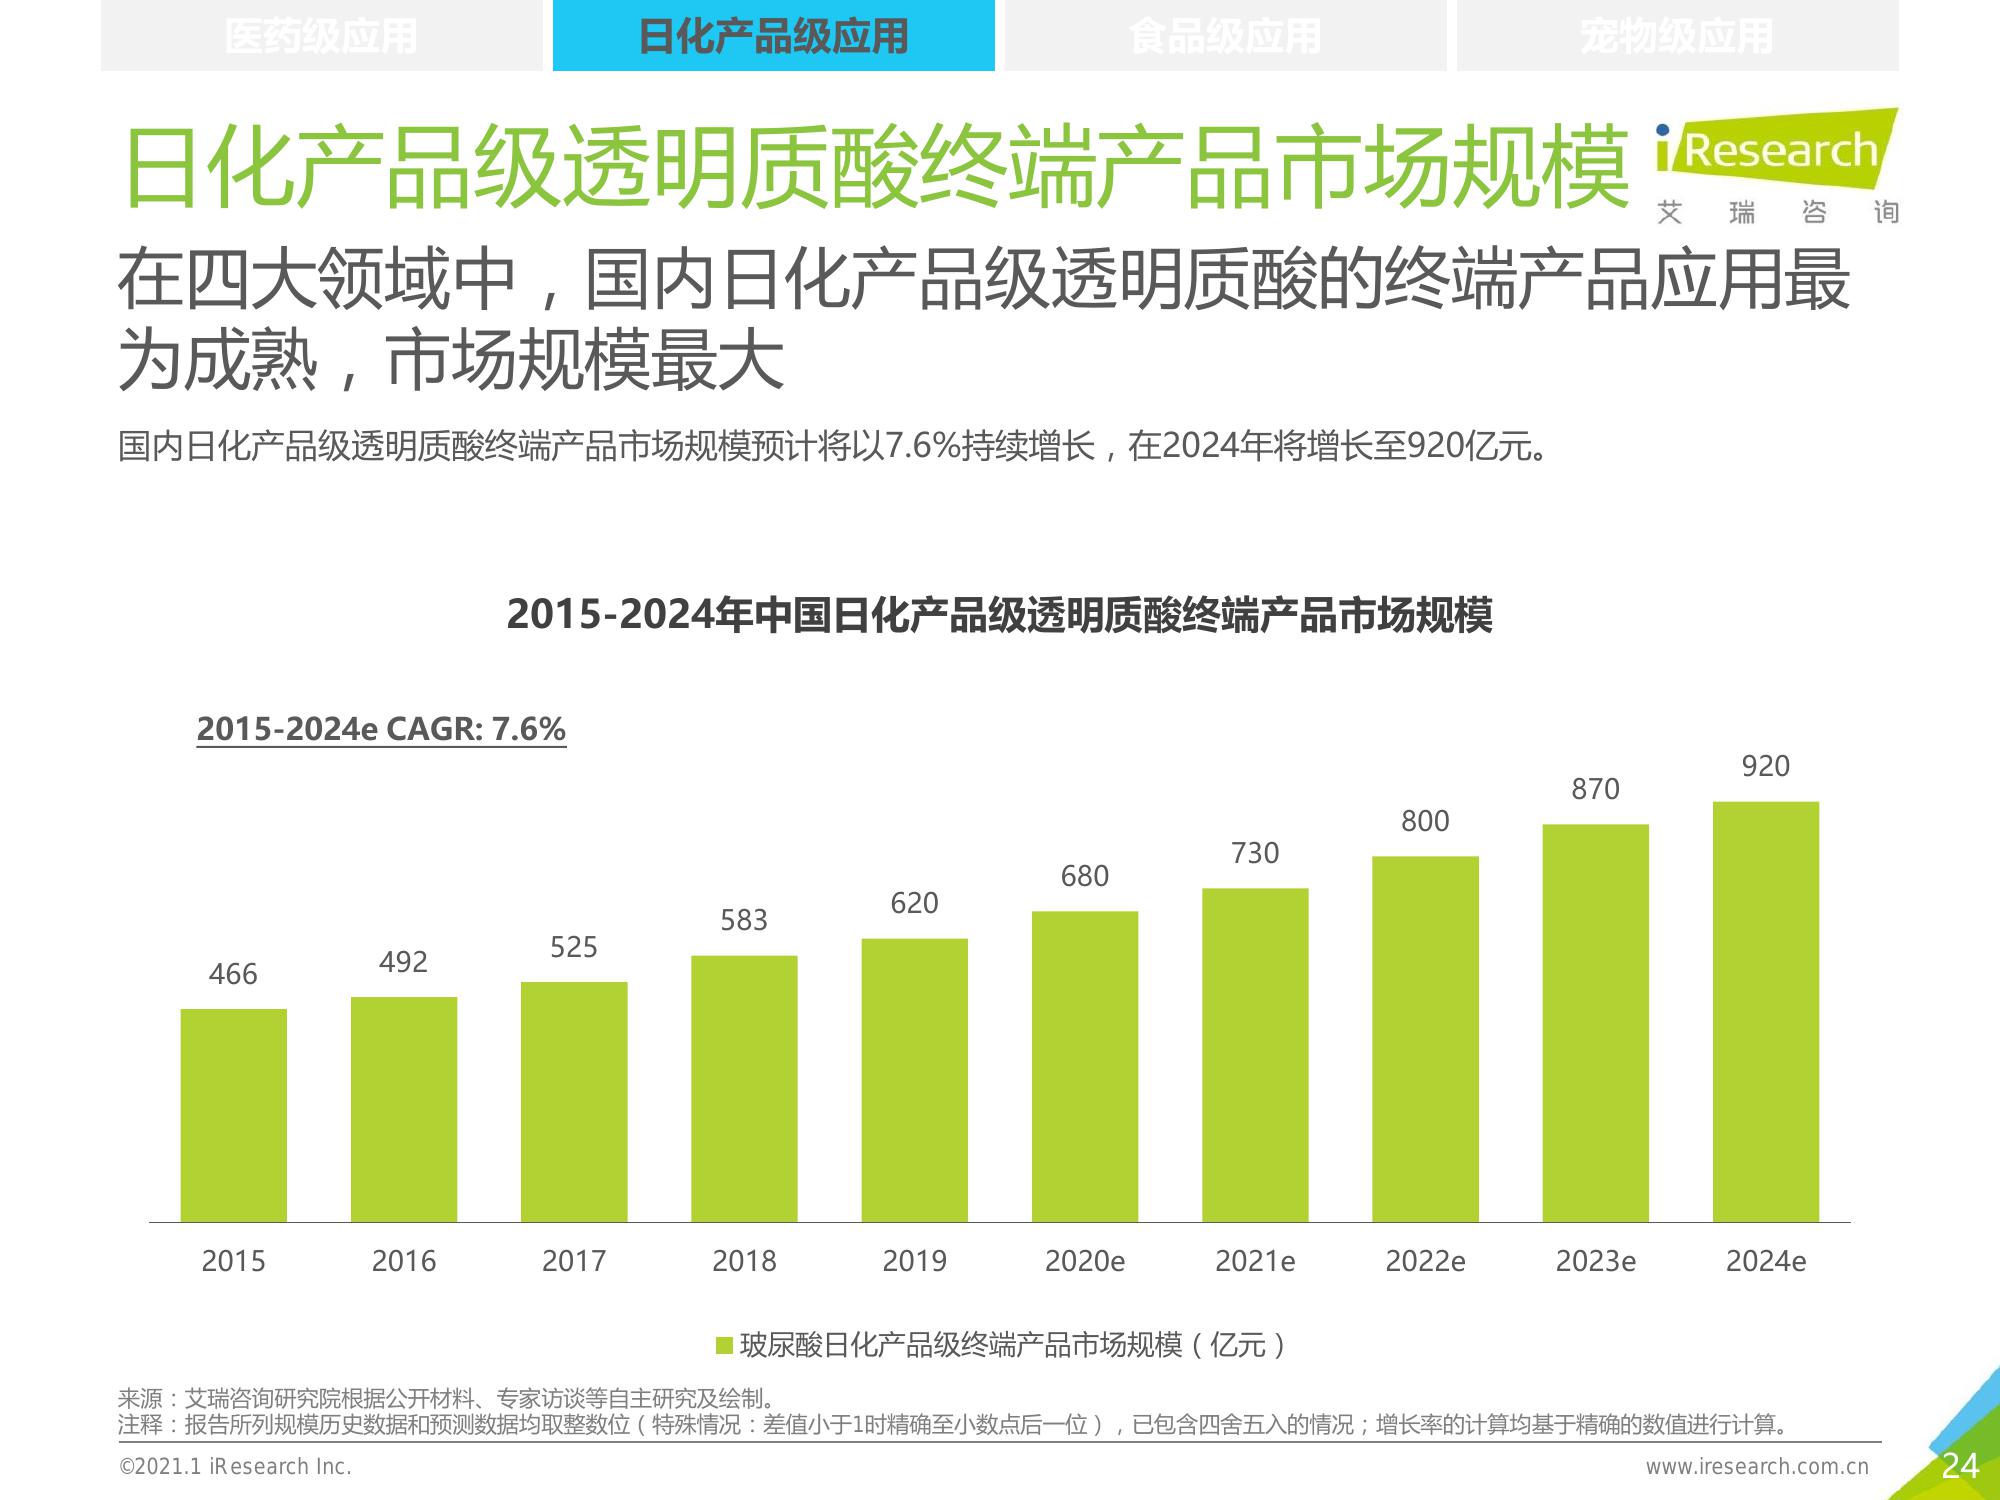 医药级应用
日化产品级应用
食品级应用
宠物级应用
日化产品级透明质酸终端产品市场规模
iResearch
艾瑞咨询
在四大领域中，国内日化产品级透明质酸的终端产品应用最
为成熟，市场规模最大
国内日化产品级透明质酸终端产品市场规模预计将以7.6%持续增长，在2024年将增长至920亿元。
2015-2024年中国日化产品级透明质酸终端产品市场规模
2015-2024e CAGR: 7.6%
466
492
525
583
620
680
730
800
870
920
2015
2016
2017
2018
2019
2020e
2021e
2022e
2023e
2024e
玻尿酸日化产品级终端产品市场规模（亿元）
来源：艾瑞咨询研究院根据公开材料、专家访谈等自主研究及绘制。
注释：报告所列规模历史数据和预测数据均取整数位（特殊情况：差值小于1时精确至小数点后一位），已包含四舍五入的情况；增长率的计算均基于精确的数值进行计算。
©2021.1 iResearch Inc.
www.iresearch.com.cn
24